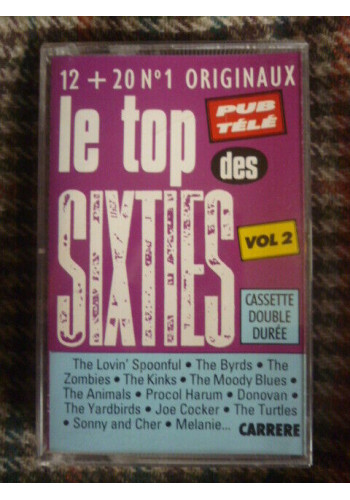 12 + 20 N°1 ORIGINAUX
le top
PUB
TÉLÉ
des
SIXTIES
VOL 2
CASSETTE
DOUBLE
DURÉE
The Lovin' Spoonful • The Byrds • The
Zombies • The Kinks • The Moody Blues •
The Animals • Procol Harum • Donovan •
The Yardbirds • Joe Cocker • The Turtles
• Sonny and Cher • Melanie... CARRERE